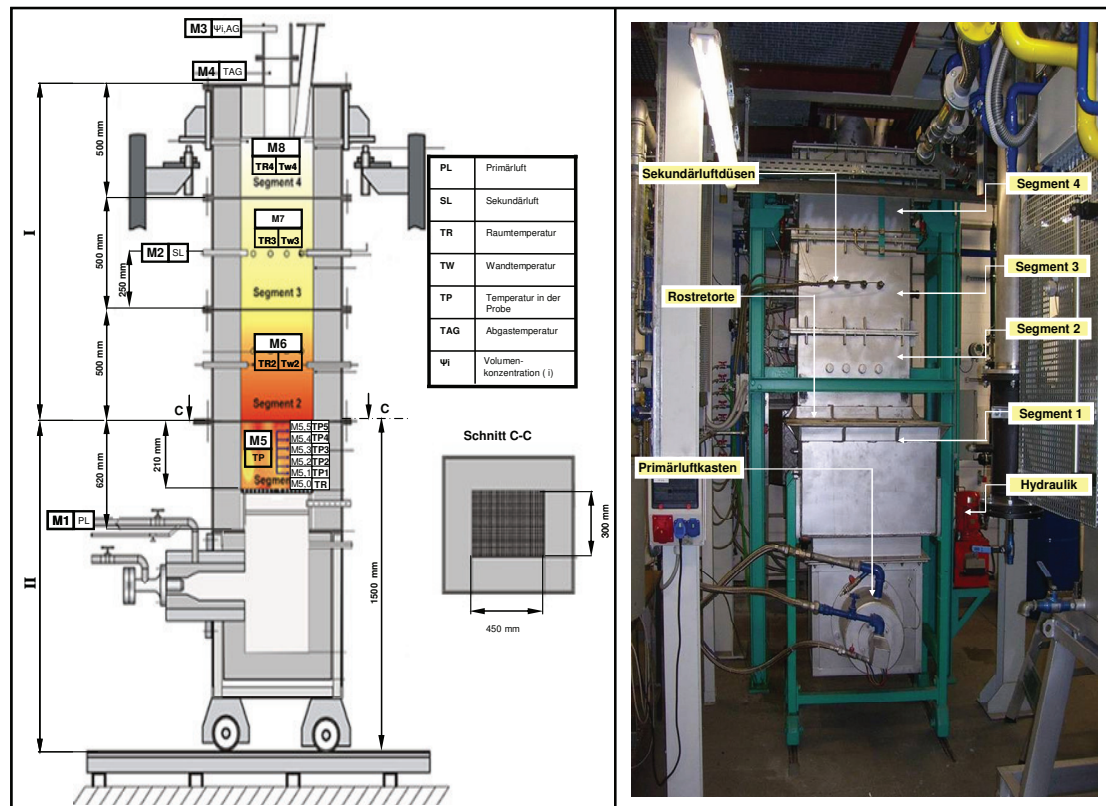 M3 Ψi,AG
M4 TAG
500 mm
M8
TR4 Tw4
Segment 4
I
500 mm
M7
TR3 Tw3
M2 SL
250 mm
Segment 3
500 mm
M6
TR2 Tw2
Segment 2
C
C
M5
TP
M5.5 TP5
M5.4 TP4
M5.3 TP3
M5.2 TP2
M5.1 TP1
M5.0 TR
Segment
210 mm
620 mm
M1 PL
II
1500 mm
PL Primärluft
SL Sekundärluft
TR Raumtemperatur
TW Wandtemperatur
TP Temperatur in der
Probe
TAG Abgastemperatur
Ψi Volumen-
konzentration ( i )
Schnitt C-C
300 mm
450 mm
Sekundärluftdüsen
Rostretorte
Primärluftkasten
Segment 4
Segment 3
Segment 2
Segment 1
Hydraulik